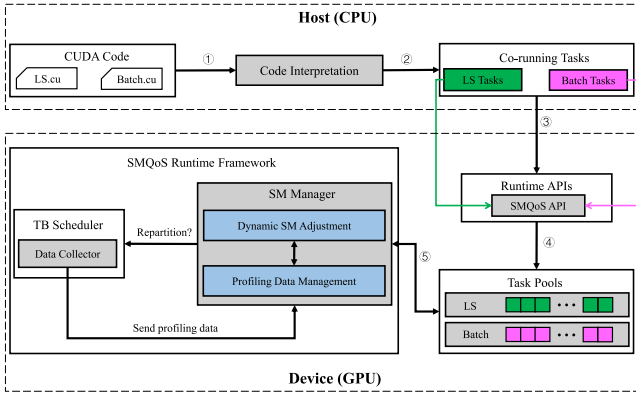 Host (CPU)
CUDA Code
LS.cu
Batch.cu
①
Code Interpretation
②
Co-running Tasks
LS Tasks
Batch Tasks
③
Runtime APIs
SMQoS API
④
SMQoS Runtime Framework
SM Manager
Dynamic SM Adjustment
Profiling Data Management
TB Scheduler
Data Collector
Repartition?
Send profiling data
⑤
Task Pools
LS
Batch
Device (GPU)